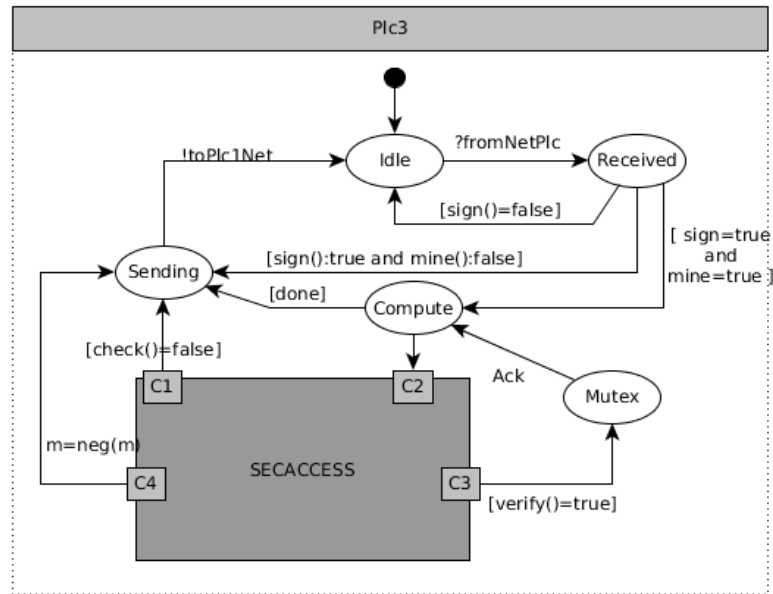 Plc3
!toPlc1Net
Idle
?fromNetPlc
Received
[sign()=false]
[ sign=true
and
mine=true ]
[sign():true and mine():false]
Sending
[done]
Compute
[check()=false]
C1
C2
Ack
Mutex
m=neg(m)
SECACCESS
C4
C3
[verify()=true]